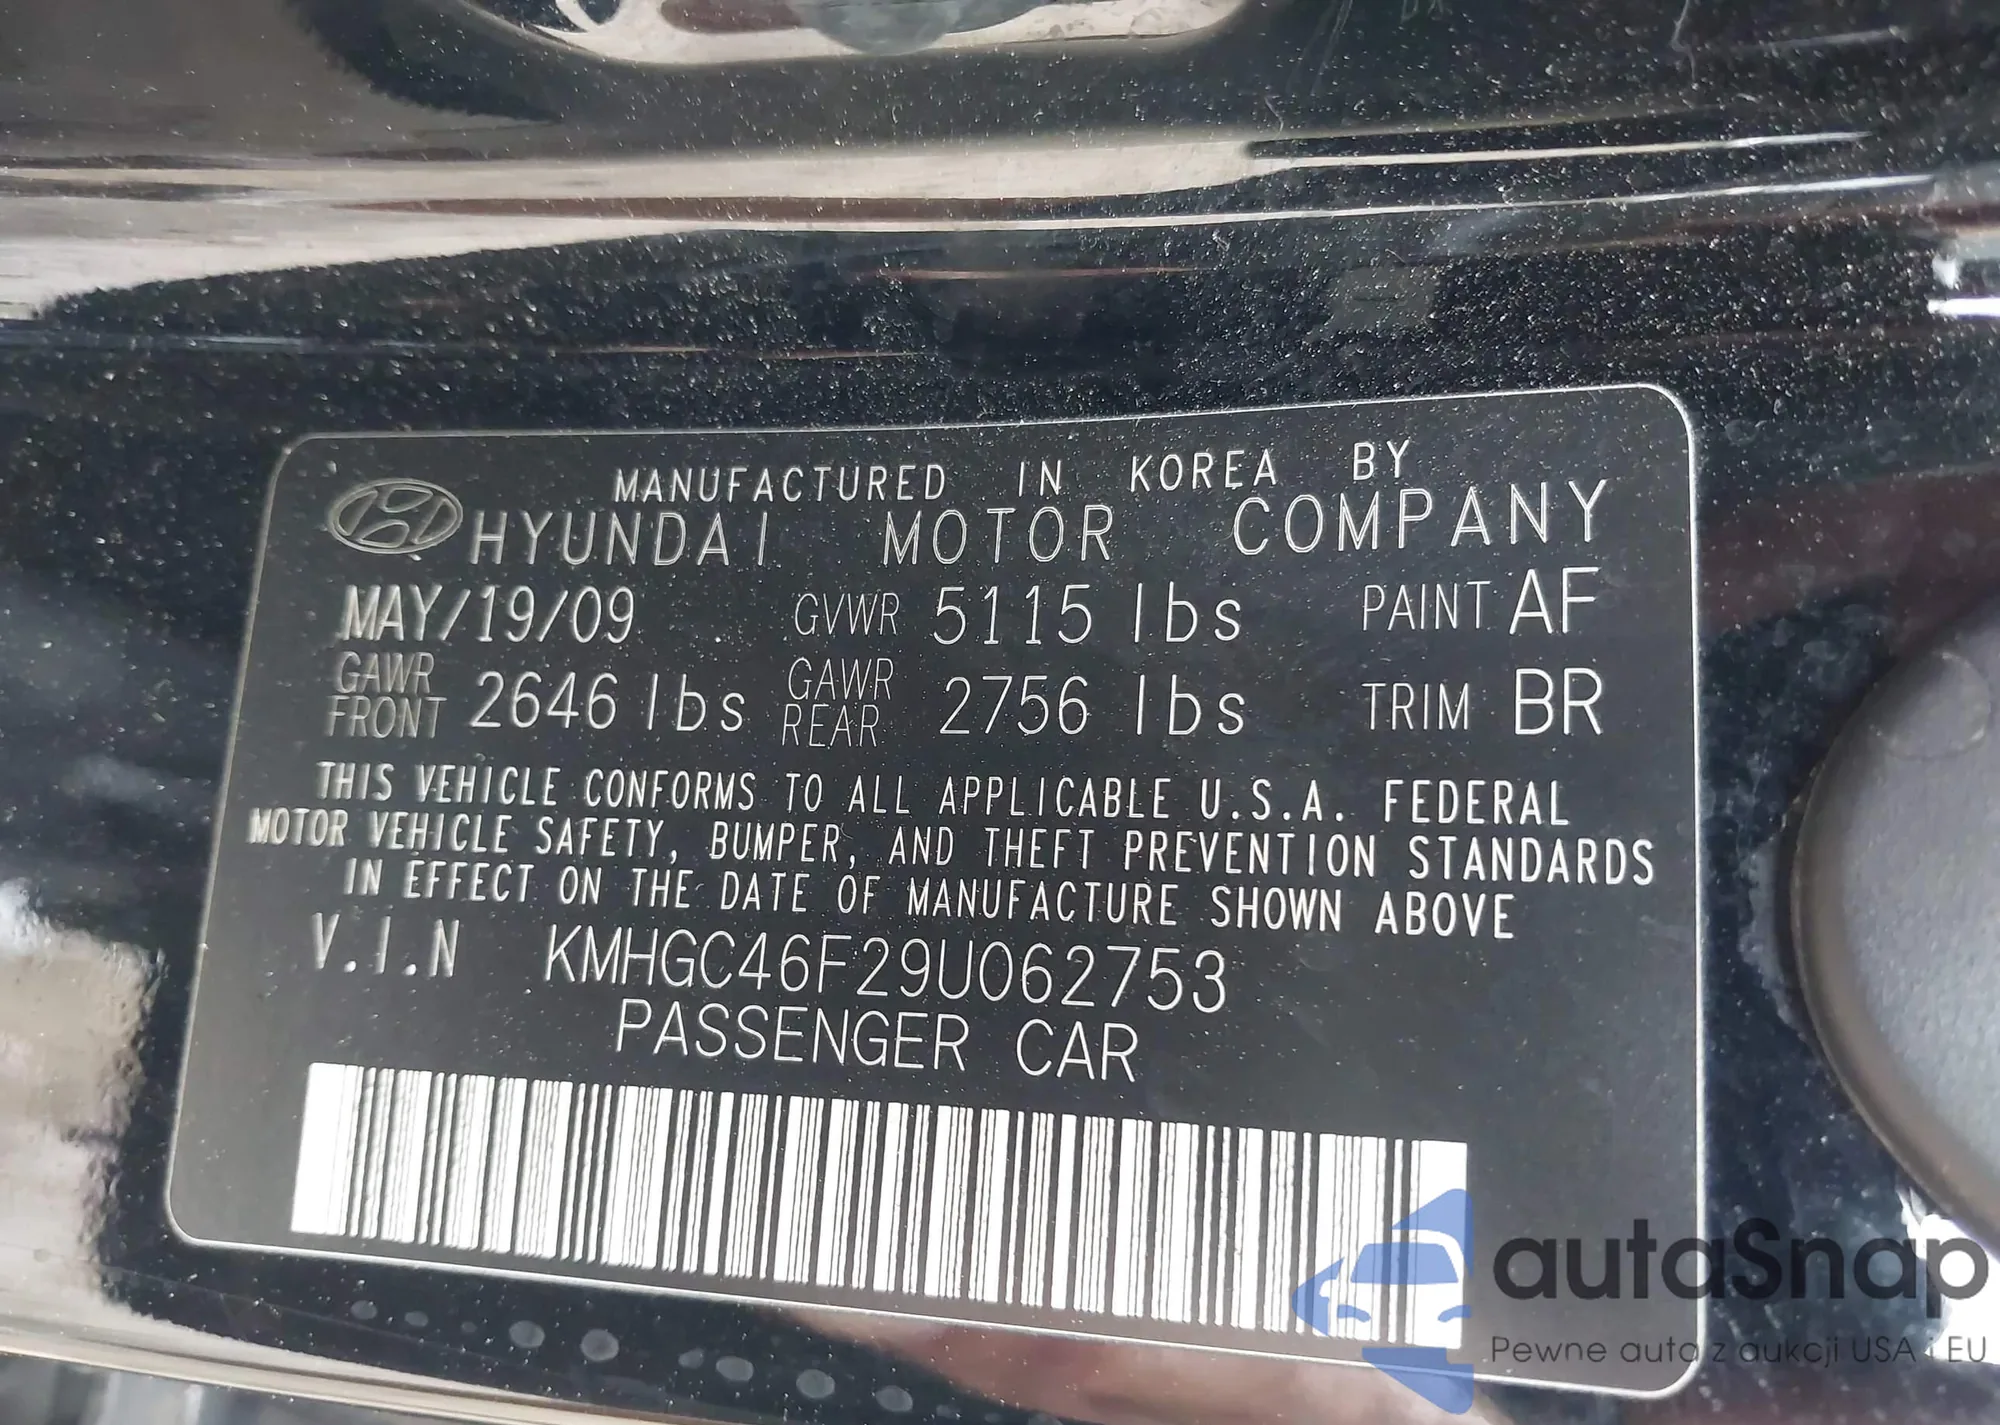 MANUFACTURED IN KOREA BY
HYUNDAI MOTOR COMPANY
MAY/19/09 GVWR 5115 lbs PAINT AF
GAWR FRONT 2646 lbs GAWR REAR 2756 lbs TRIM BR
THIS VEHICLE CONFORMS TO ALL APPLICABLE U.S.A. FEDERAL
MOTOR VEHICLE SAFETY, BUMPER, AND THEFT PREVENTION STANDARDS
IN EFFECT ON THE DATE OF MANUFACTURE SHOWN ABOVE
V.I.N KMHGC46F29U062753
PASSENGER CAR
autaSnap
Pewne auta z aukcji USA i EU